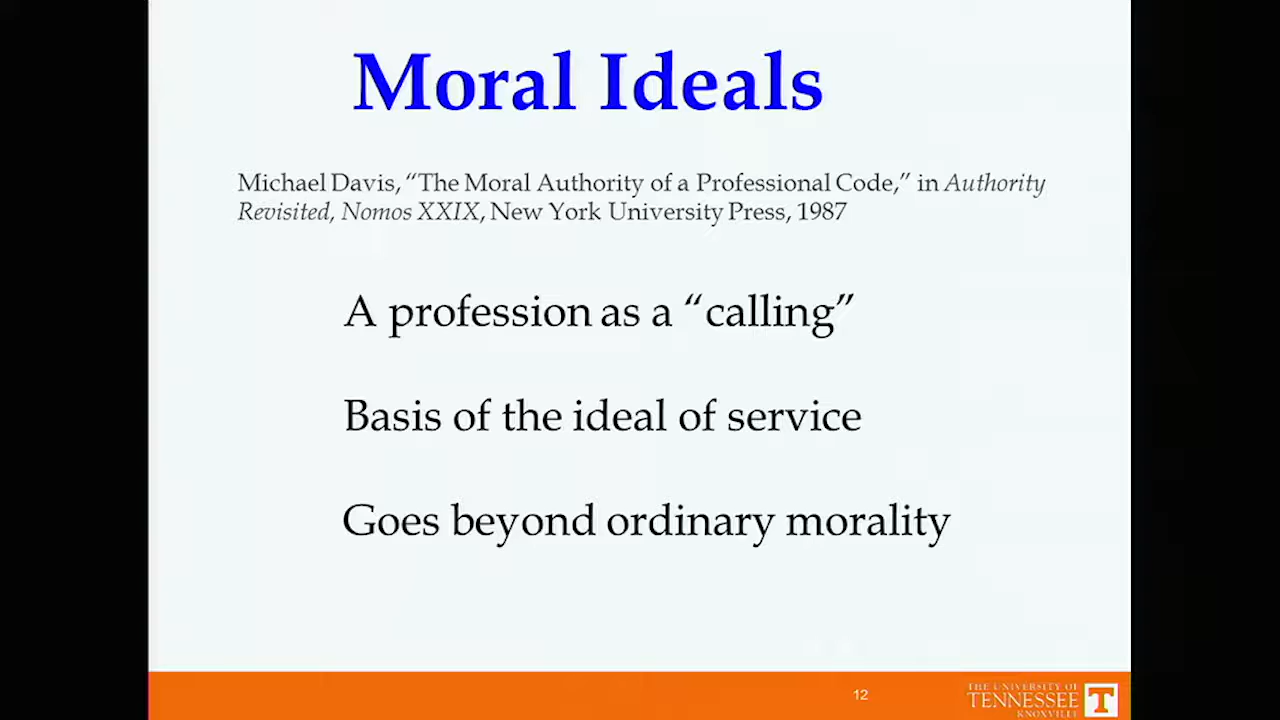 Moral Ideals
Michael Davis, “The Moral Authority of a Professional Code,” in Authority
Revisited, Nomos XXIX, New York University Press, 1987
A profession as a “calling”
Basis of the ideal of service
Goes beyond ordinary morality
12
THE UNIVERSITY OF
TENNESSEE
KNOXVILLE
T